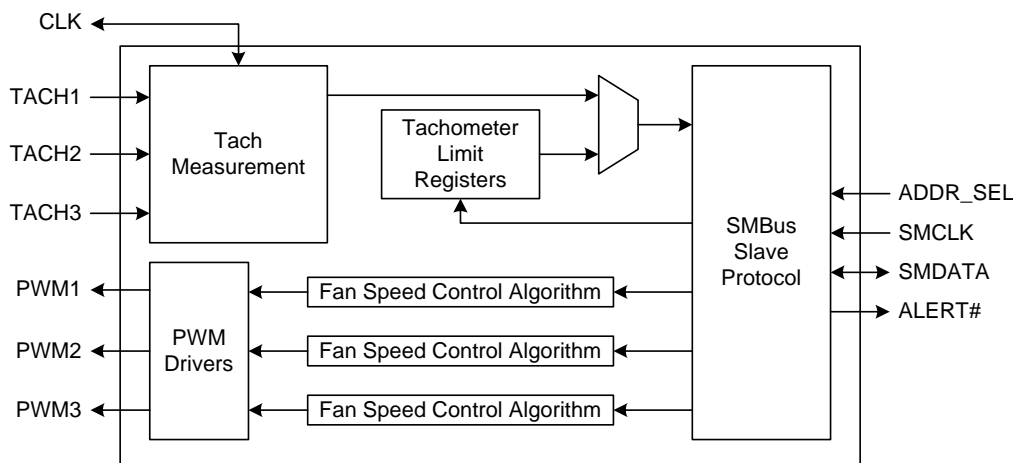 CLK
TACH1
TACH2
TACH3
Tach
Measurement
Tachometer
Limit
Registers
SMBus
Slave
Protocol
ADDR_SEL
SMCLK
SMDATA
ALERT#
PWM1
PWM2
PWM3
PWM
Drivers
Fan Speed Control Algorithm
Fan Speed Control Algorithm
Fan Speed Control Algorithm